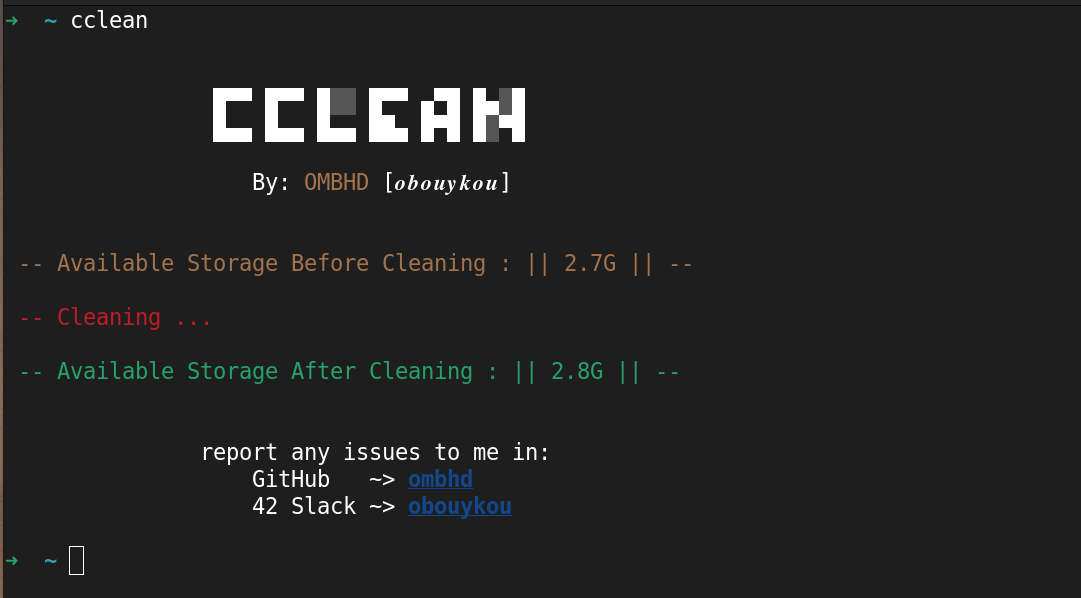 ➜ ~ cclean
CCLEAN
By: OMBHD [𝒐𝒃𝒐𝒖𝒚𝒌𝒐𝒖]
-- Available Storage Before Cleaning : || 2.7G || --
-- Cleaning ...
-- Available Storage After Cleaning : || 2.8G || --
report any issues to me in:
GitHub ~> ombhd
42 Slack ~> obouykou
➜ ~